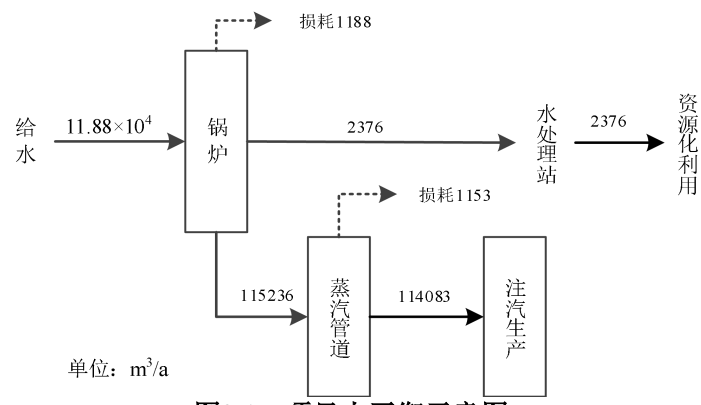 损耗1188
给水
11.88×10⁴
锅炉
2376
水处理站
2376
资源化利用
损耗1153
115236
蒸汽管道
114083
注汽生产
单位：m³/a